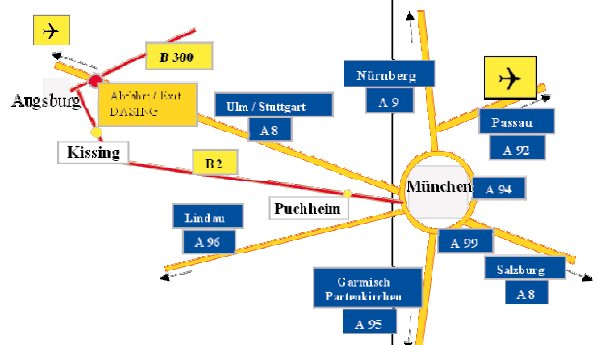 B 300
Nürnberg
A 9
Augsburg
Abfahrt / Exit
DASING
Ulm / Stuttgart
A 8
Passau
A 92
Kissing
B 2
München
A 94
Puchheim
Lindau
A 96
A 99
Salzburg
A 8
Garmisch
Partenkirchen
A 95